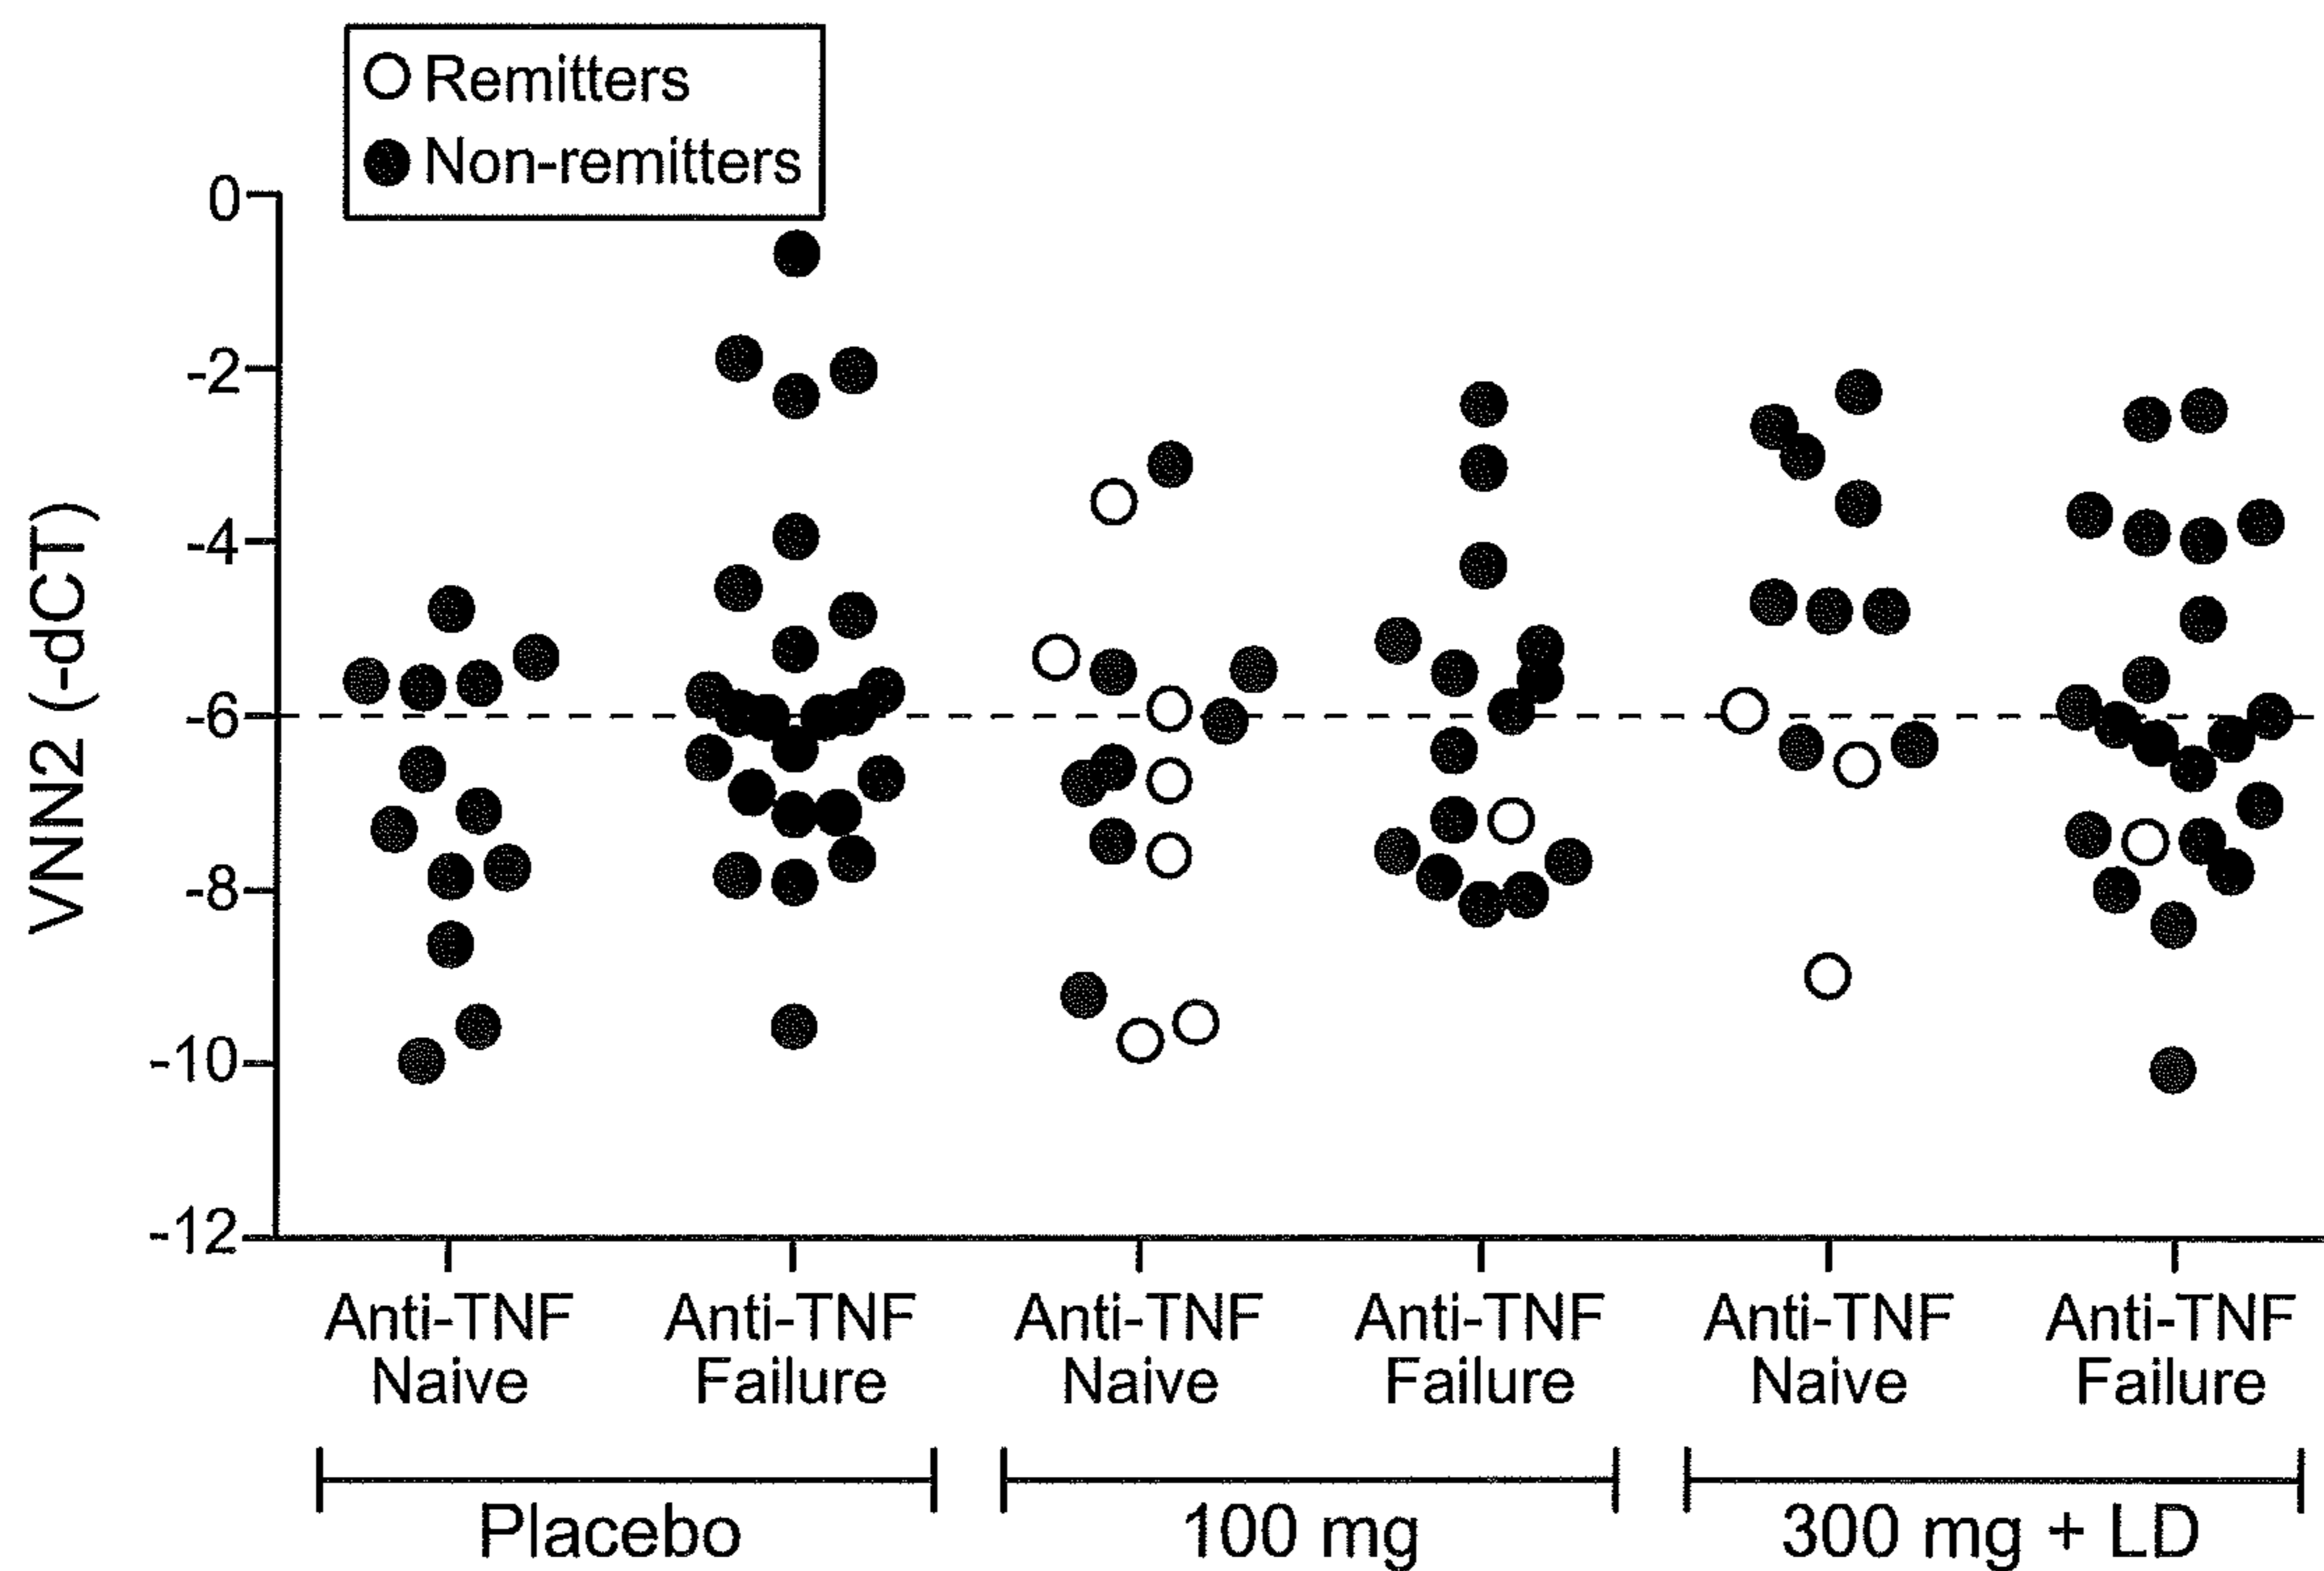 Remitters
Non-remitters
0
-2
-4
-6
-8
-10
-12
VNN2 (-dCT)
Anti-TNF Anti-TNF Anti-TNF Anti-TNF Anti-TNF Anti-TNF
Naive Failure Naive Failure Naive Failure
Placebo 100 mg 300 mg + LD